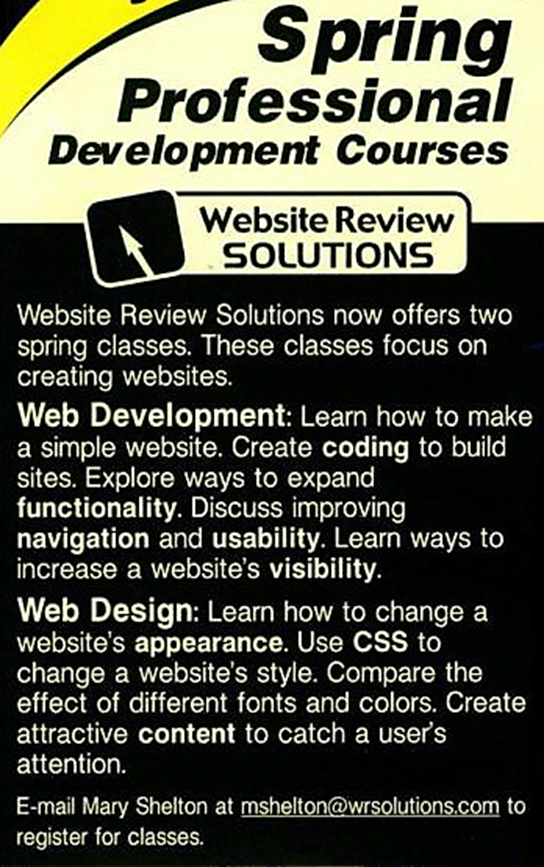 Spring
Professional
Development Courses
Website Review
SOLUTIONS
Website Review Solutions now offers two
spring classes. These classes focus on
creating websites.
Web Development: Learn how to make
a simple website. Create coding to build
sites. Explore ways to expand
functionality. Discuss improving
navigation and usability. Learn ways to
increase a website's visibility.
Web Design: Learn how to change a
website's appearance. Use CSS to
change a website's style. Compare the
effect of different fonts and colors. Create
attractive content to catch a user's
attention.
E-mail Mary Shelton at mshelton@wrsolutions.com to
register for classes.